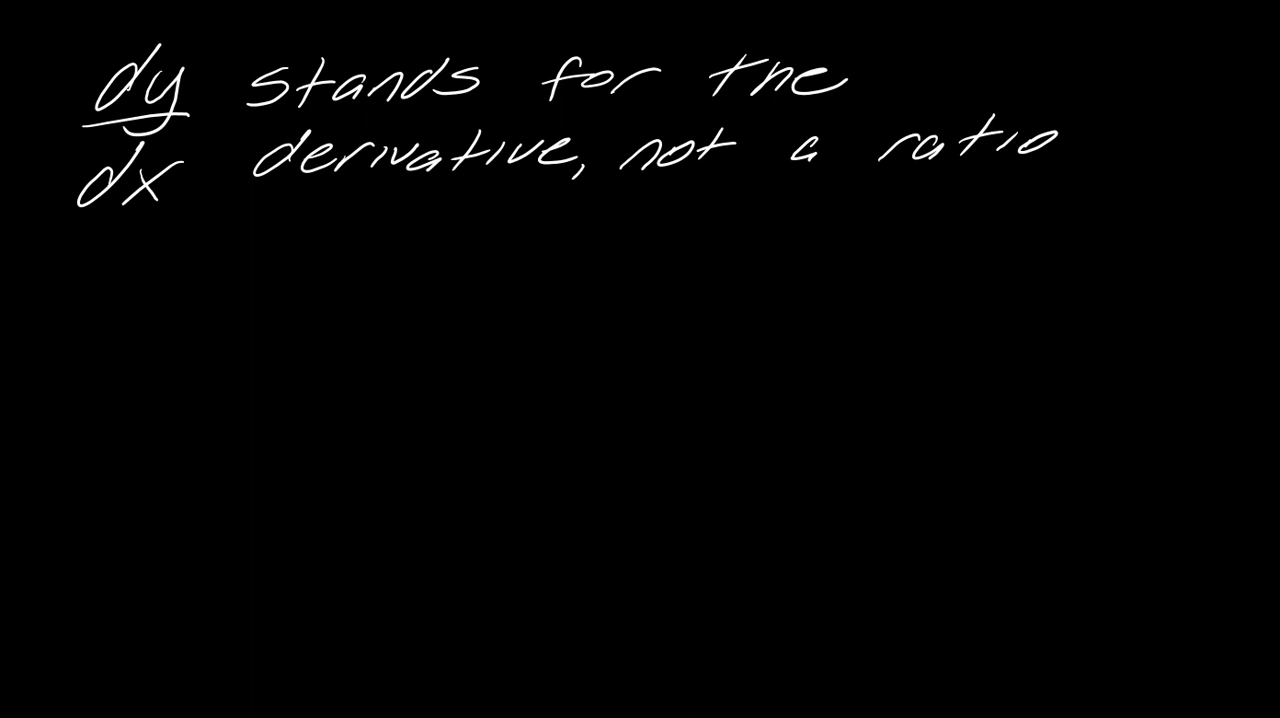 dy stands for the
dx derivative, not a ratio